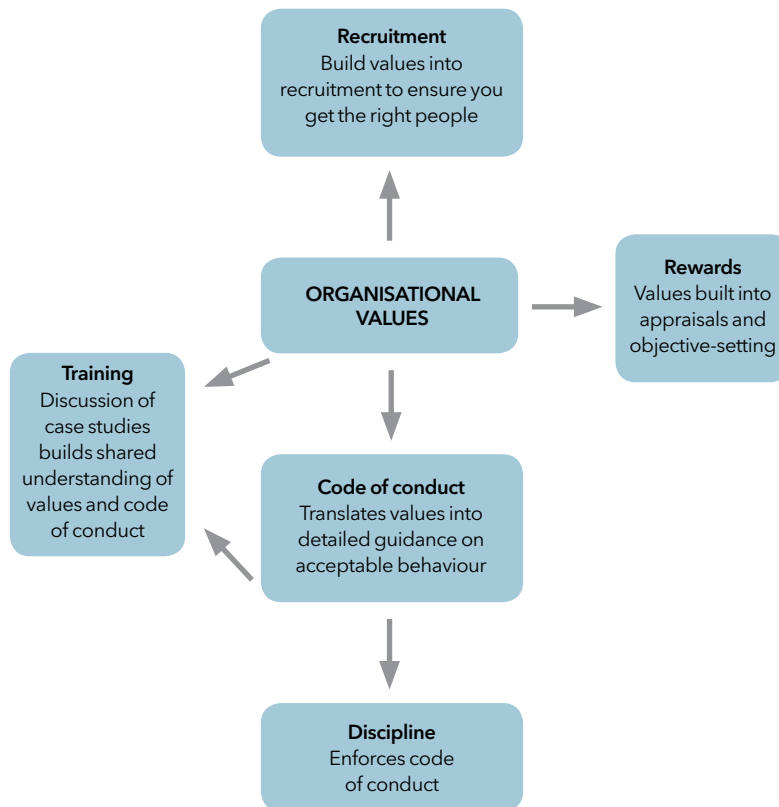 Recruitment
Build values into
recruitment to ensure you
get the right people
ORGANISATIONAL
VALUES
Rewards
Values built into
appraisals and
objective-setting
Training
Discussion of
case studies
builds shared
understanding of
values and code
of conduct
Code of conduct
Translates values into
detailed guidance on
acceptable behaviour
Discipline
Enforces code
of conduct